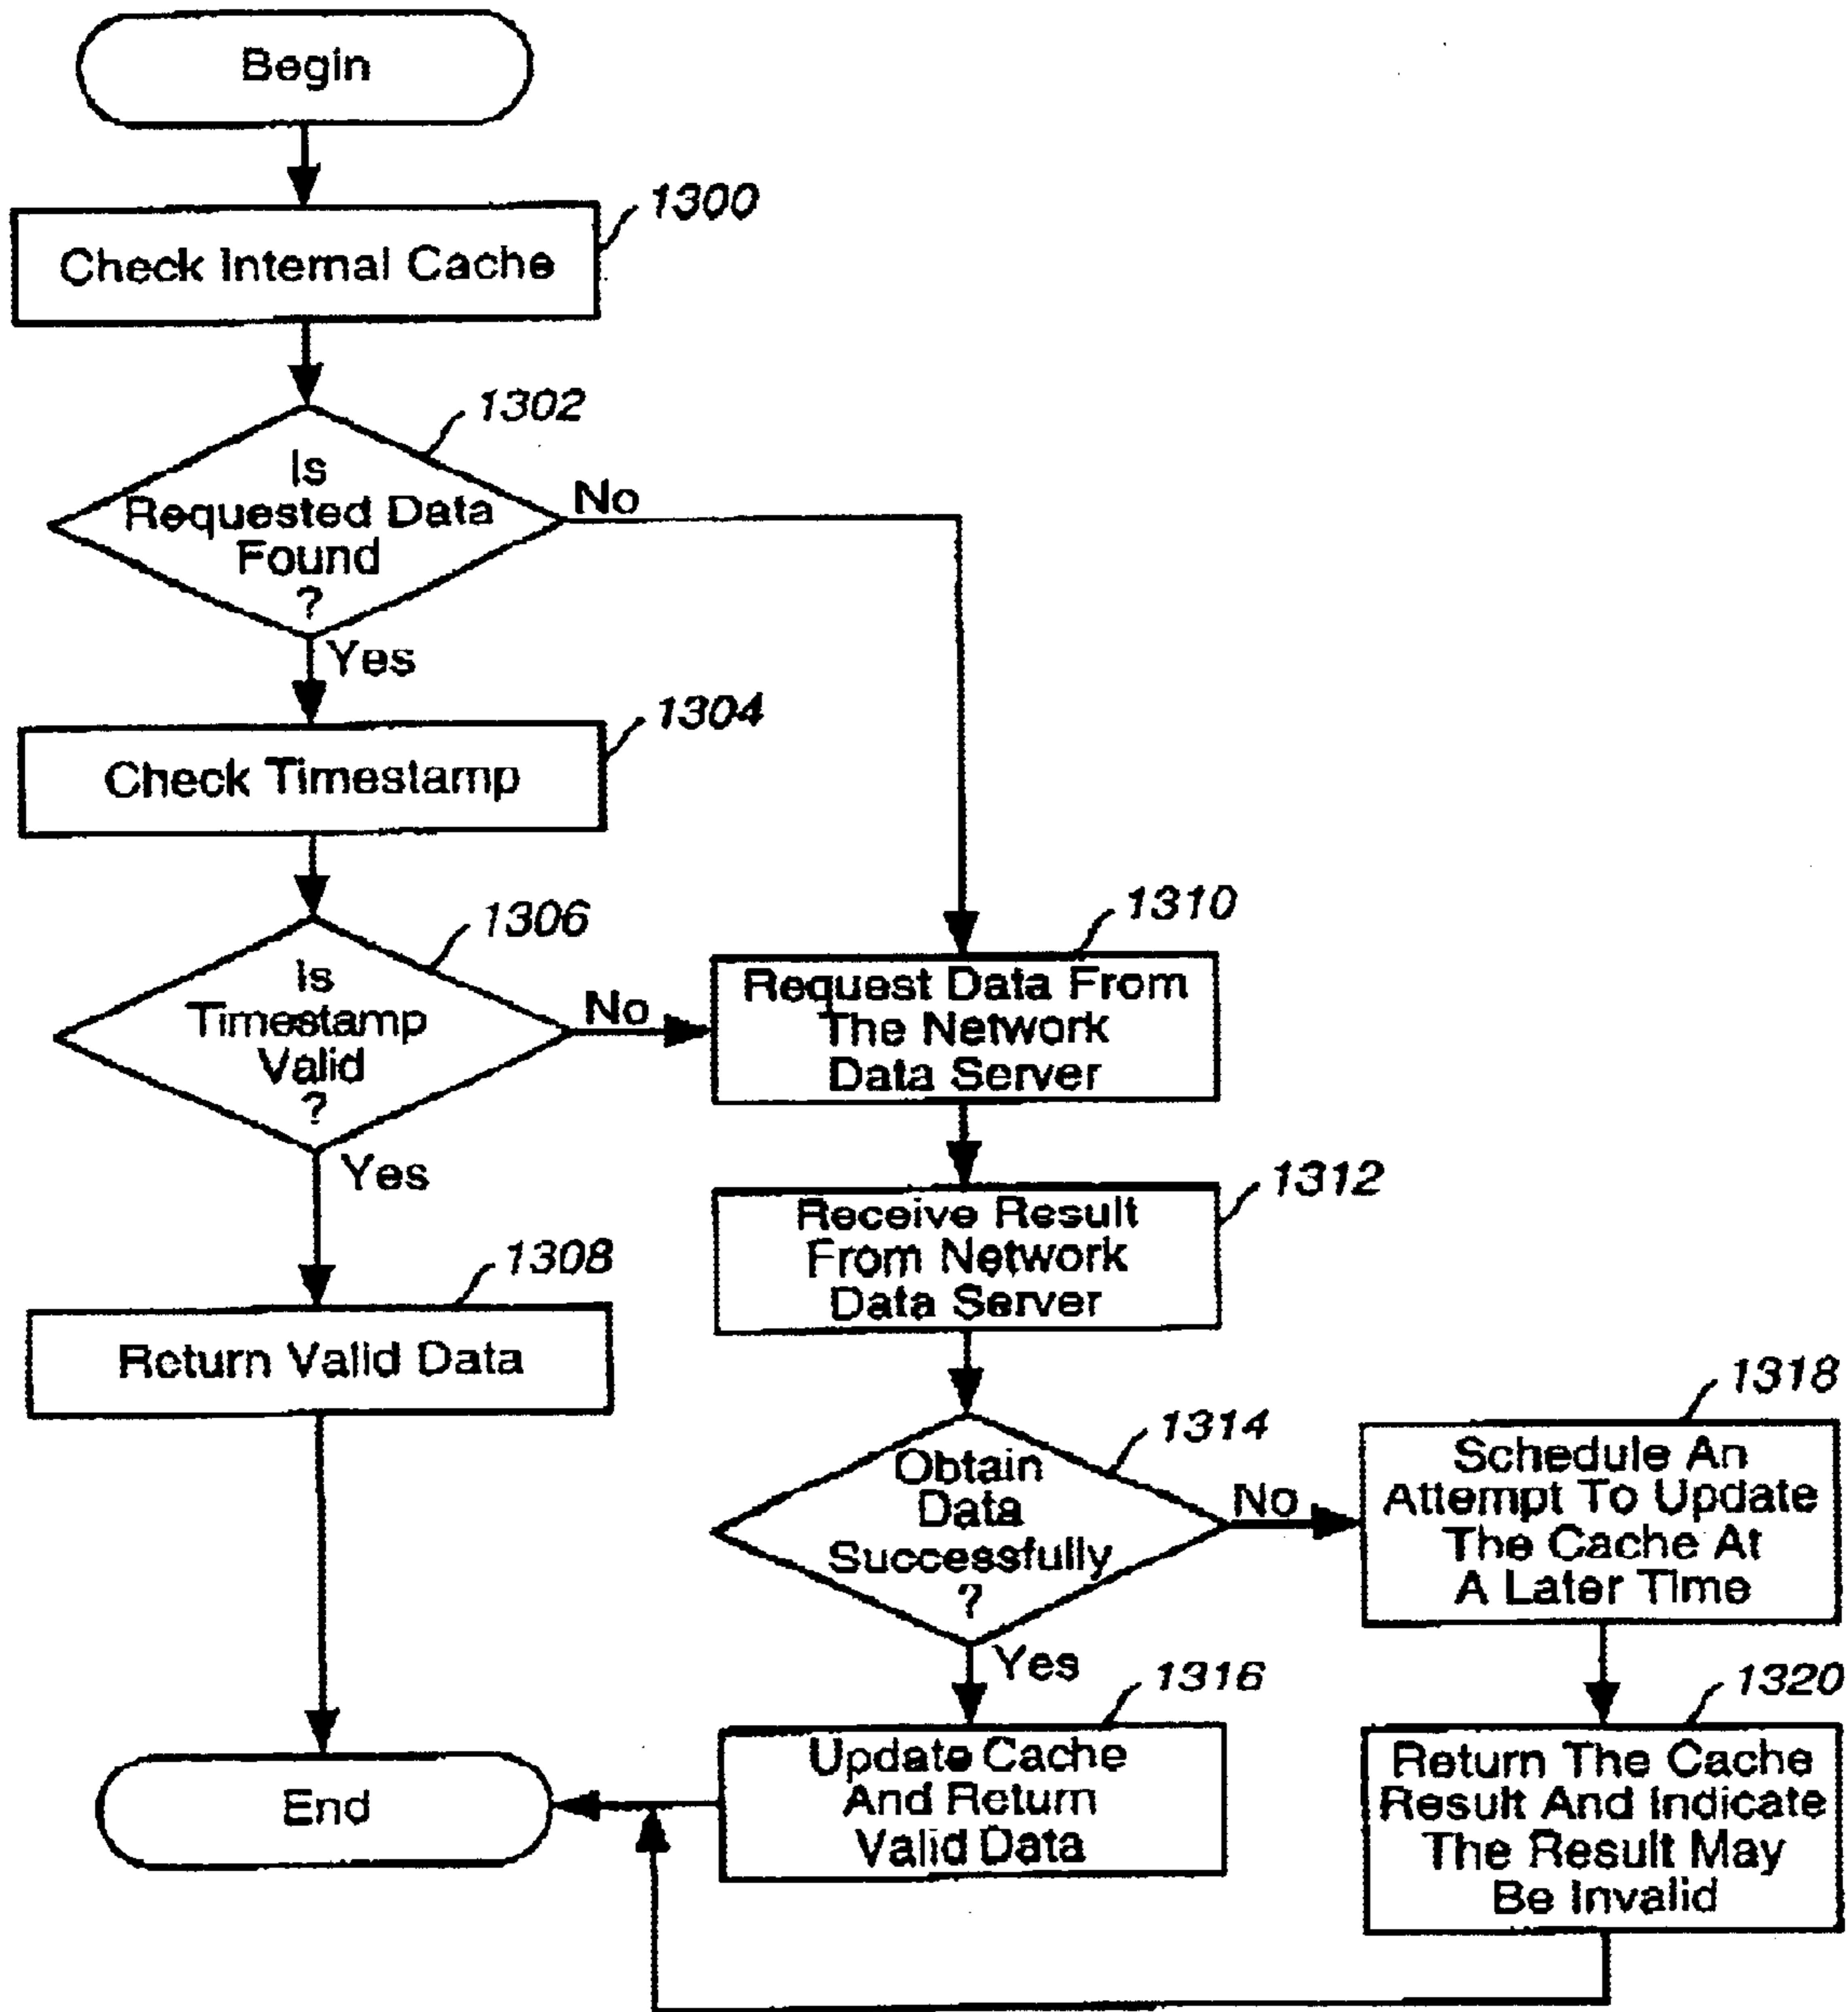 Begin
1300
Check Internal Cache
1302
Is
Requested Data
Found
?
No
Yes
1304
Check Timestamp
1306
Is
Timestamp
Valid
?
No
Yes
1308
Return Valid Data
1310
Request Data From
The Network
Data Server
1312
Receive Result
From Network
Data Server
1314
Obtain
Data
Successfully
?
No
Yes
1318
Schedule An
Attempt To Update
The Cache At
A Later Time
1316
Update Cache
And Return
Valid Data
1320
Return The Cache
Result And Indicate
The Result May
Be Invalid
End